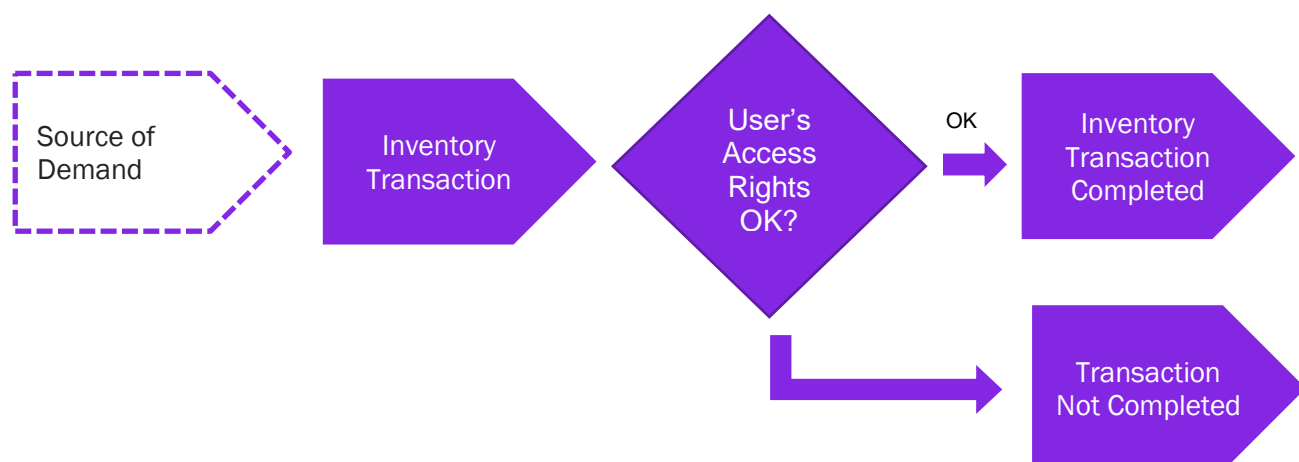 Source of
Demand
Inventory
Transaction
User’s
Access
Rights
OK?
OK
Inventory
Transaction
Completed
Transaction
Not Completed